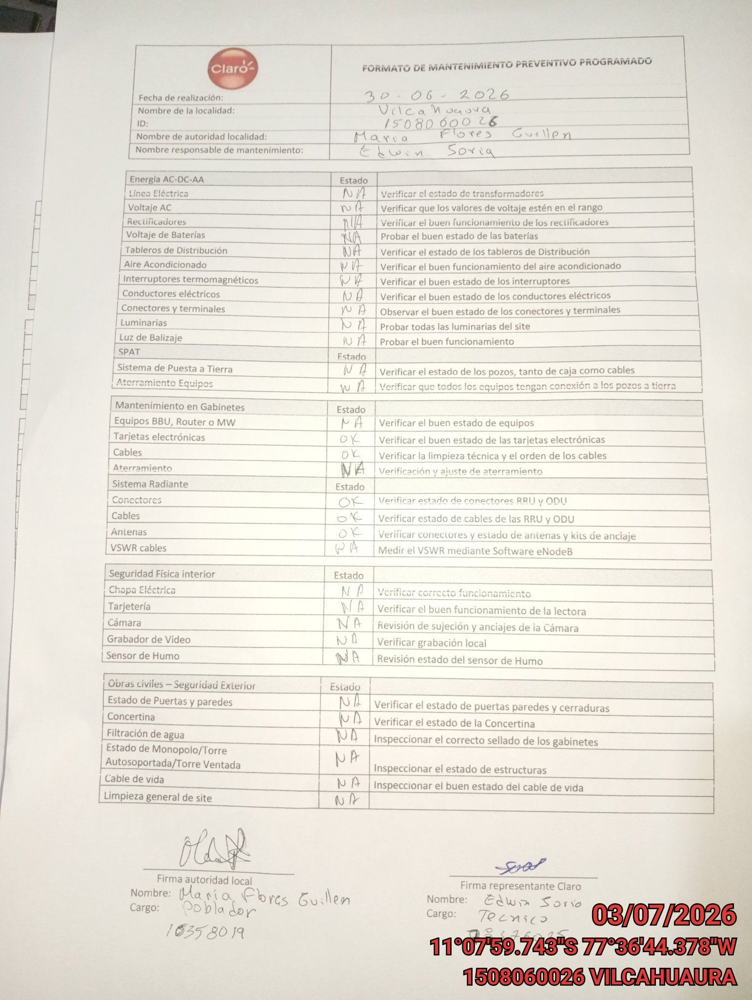 Claro
FORMATO DE MANTENIMIENTO PREVENTIVO PROGRAMADO
Fecha de realización: 30-06-2026
Nombre de la localidad: Vilcahuaura
ID: 1508060026
Nombre de autoridad localidad: Maria Flores Guillen
Nombre responsable de mantenimiento: Edwin Soria
Energía AC-DC-AA Estado
Línea Eléctrica NA Verificar el estado de transformadores
Voltaje AC NA Verificar que los valores de voltaje estén en el rango
Rectificadores N/A Verificar el buen funcionamiento de los rectificadores
Voltaje de Baterías NA Probar el buen estado de las baterías
Tableros de Distribución NA Verificar el estado de los tableros de Distribución
Aire Acondicionado NA Verificar el buen funcionamiento del aire acondicionado
Interruptores termomagnéticos NA Verificar el buen estado de los interruptores
Conductores eléctricos NA Verificar el buen estado de los conductores eléctricos
Conectores y terminales NA Observar el buen estado de los conectores y terminales
Luminarias NA Probar todas las luminarias del site
Luz de Balizaje NA Probar el buen funcionamiento
SPAT Estado
Sistema de Puesta a Tierra NA Verificar el estado de los pozos, tanto de caja como cables
Aterramiento Equipos NA Verificar que todos los equipos tengan conexión a los pozos a tierra
Mantenimiento en Gabinetes Estado
Equipos BBU, Router o MW NA Verificar el buen estado de equipos
Tarjetas electrónicas OK Verificar el buen estado de las tarjetas electrónicas
Cables OK Verificar la limpieza técnica y el orden de los cables
Aterramiento NA Verificación y ajuste de aterramiento
Sistema Radiante Estado
Conectores OK Verificar estado de conectores RRU y ODU
Cables OK Verificar estado de cables de las RRU y ODU
Antenas OK Verificar conectores y estado de antenas y kits de anclaje
VSWR cables NA Medir el VSWR mediante Software eNodeB
Seguridad Física interior Estado
Chapa Eléctrica NA Verificar correcto funcionamiento
Tarjetería NA Verificar el buen funcionamiento de la lectora
Cámara NA Revisión de sujeción y anclajes de la Cámara
Grabador de Video NA Verificar grabación local
Sensor de Humo NA Revisión estado del sensor de Humo
Obras civiles – Seguridad Exterior Estado
Estado de Puertas y paredes NA Verificar el estado de puertas paredes y cerraduras
Concertina NA Verificar el estado de la Concertina
Filtración de agua NA Inspeccionar el correcto sellado de los gabinetes
Estado de Monopolo/Torre
Autosoportada/Torre Ventada NA Inspeccionar el estado de estructuras
Cable de vida NA Inspeccionar el buen estado del cable de vida
Limpieza general de site NA
Firma autoridad local Firma representante Claro
Nombre: María Flores Guillen Nombre: Edwin Soria
Cargo: Poblador Cargo: Tecnico
03/07/2026
11°07'59.743"S 77°36'44.378"W
1508060026 VILCAHUAURA